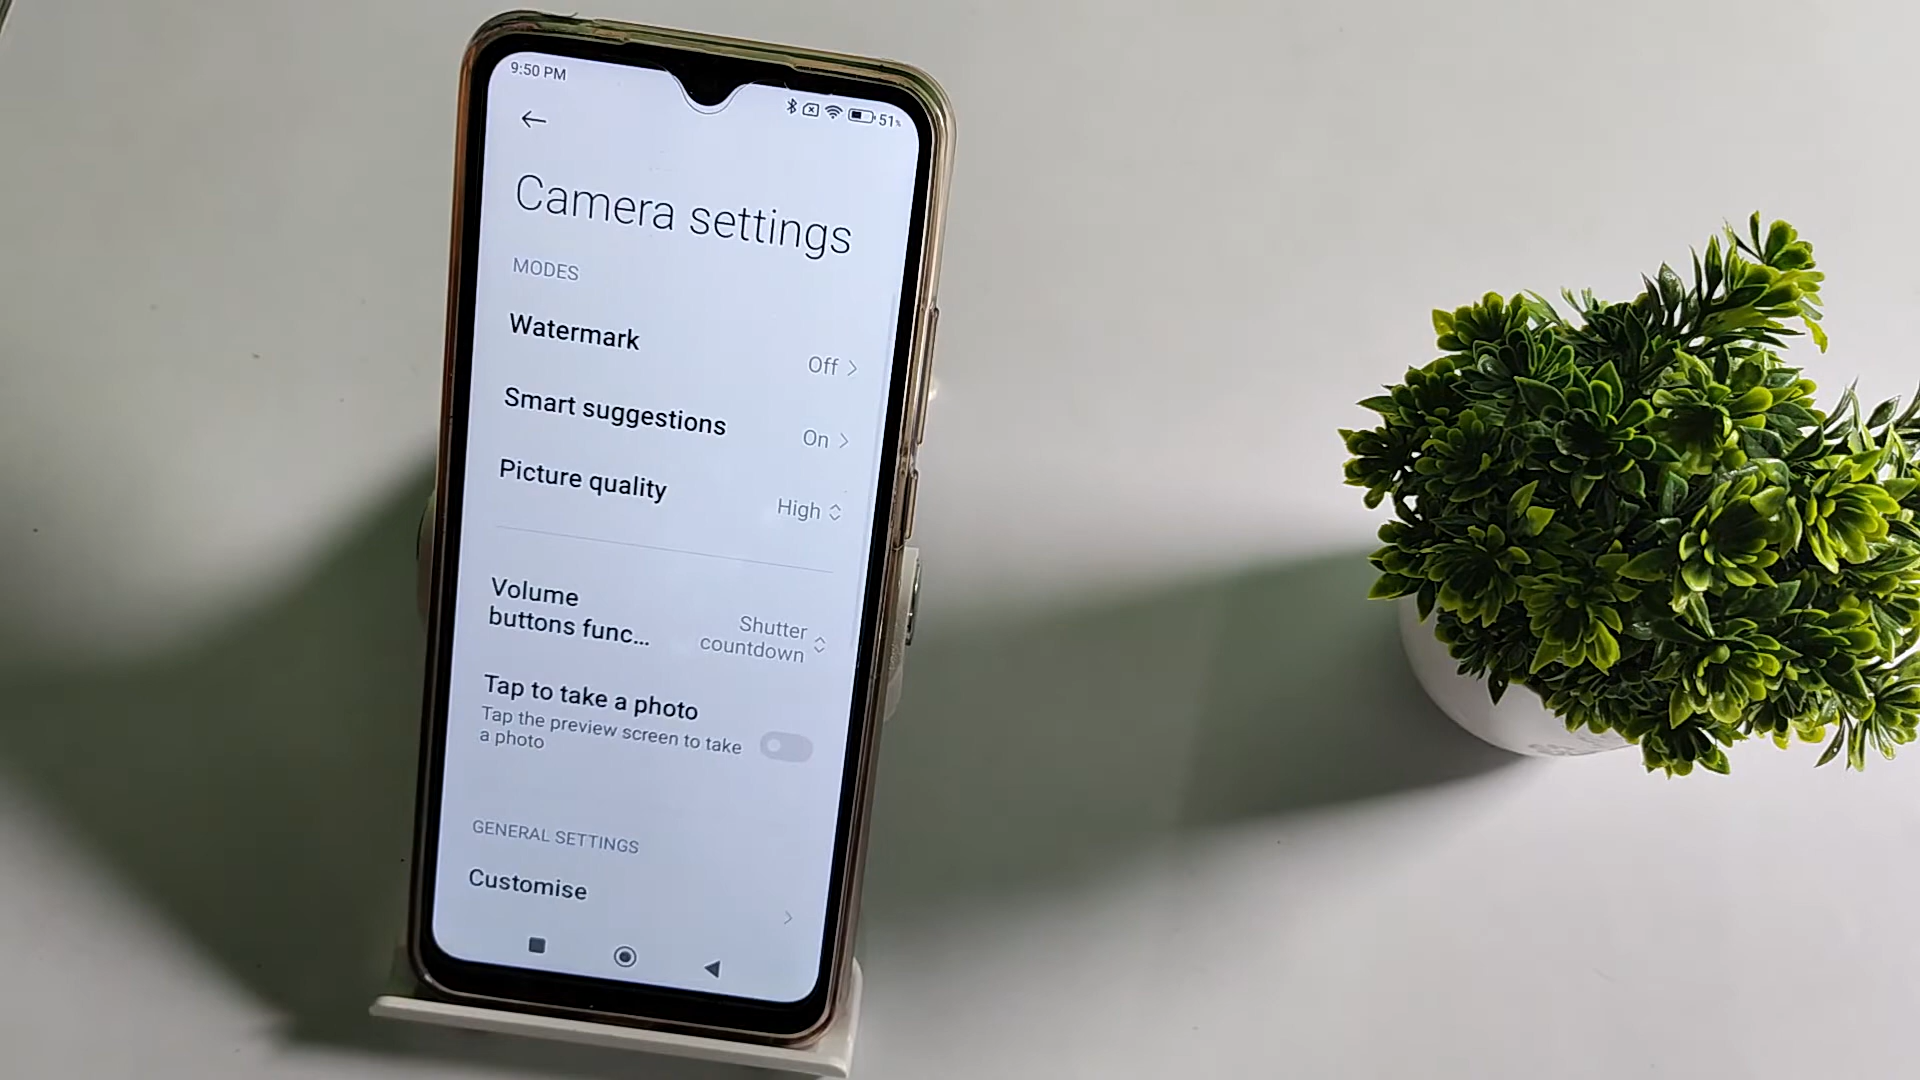 9:50 PM
51%
Camera settings
MODES
Watermark
Off
Smart suggestions
On
Picture quality
High
Volume
buttons func...
Shutter
countdown
Tap to take a photo
Tap the preview screen to take
a photo
GENERAL SETTINGS
Customise